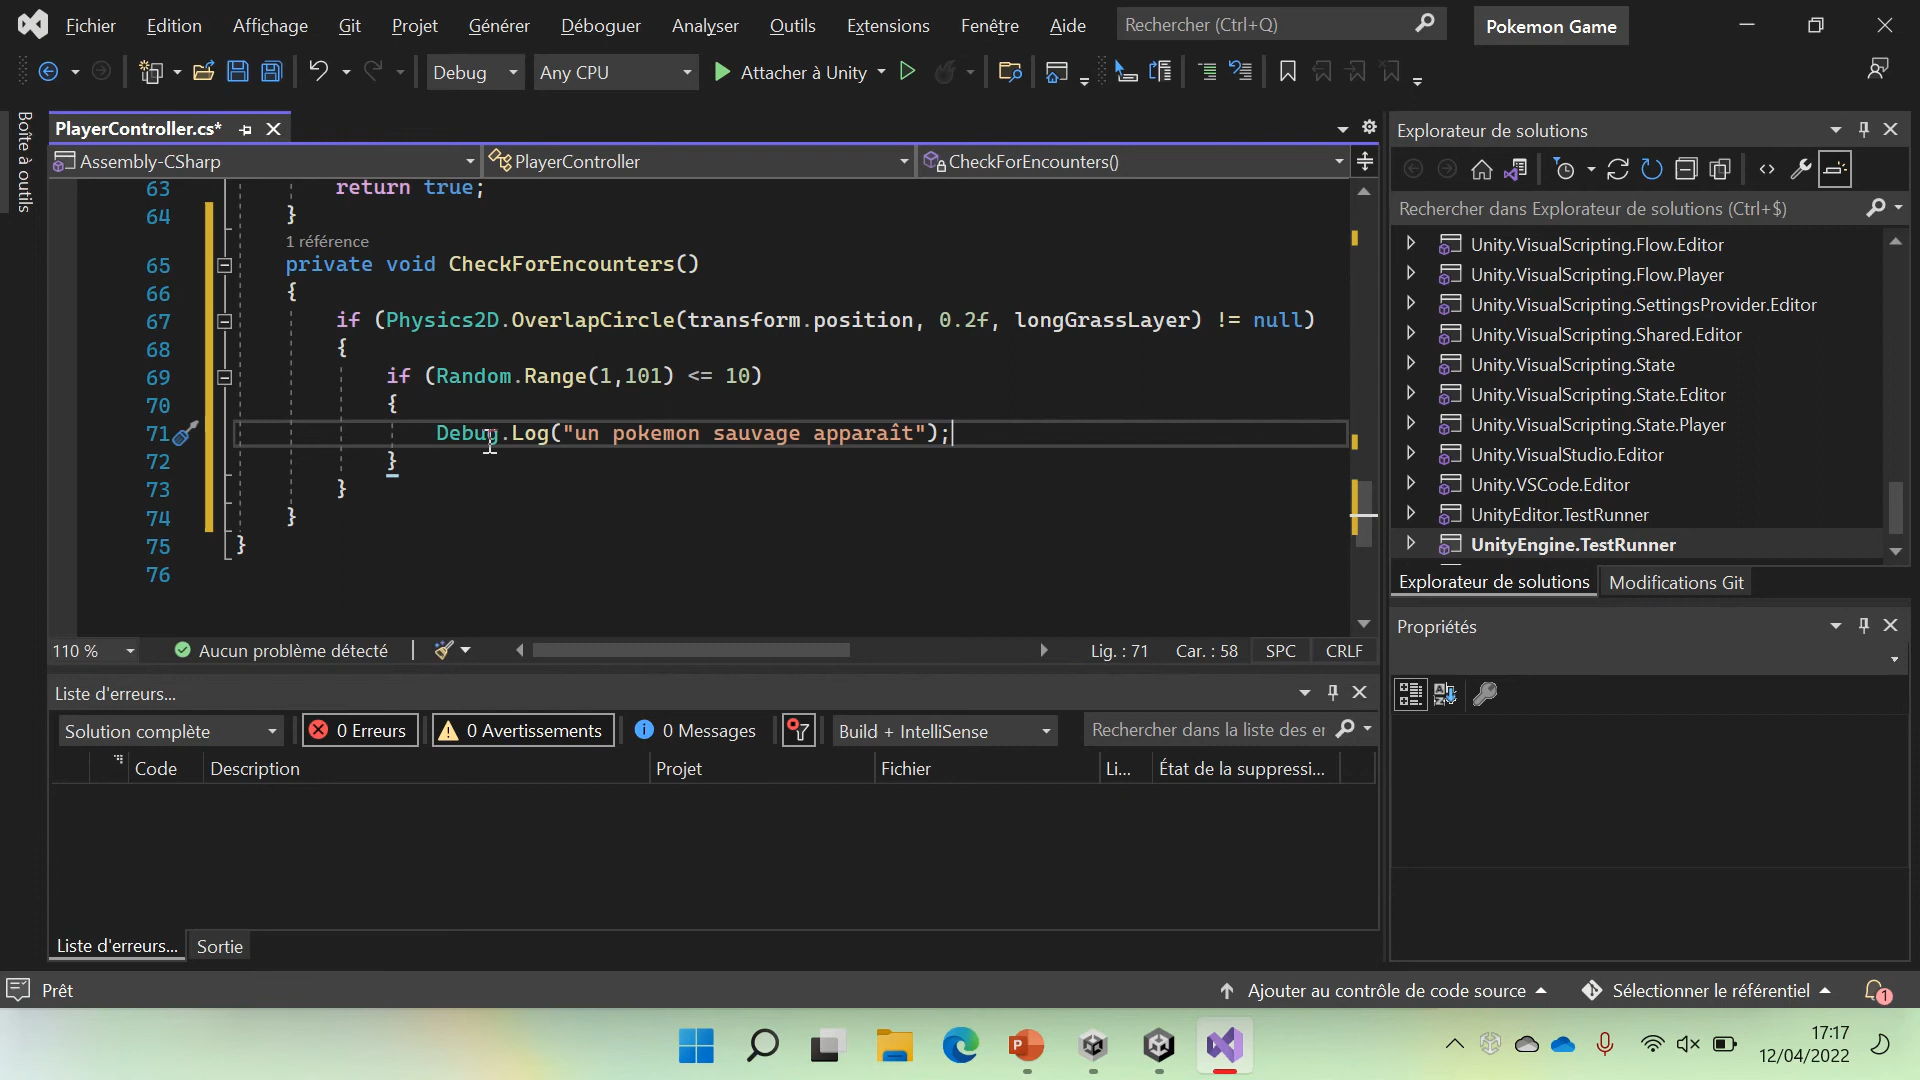 Fichier Edition Affichage Git Projet Générer Déboguer Analyser Outils Extensions Fenêtre Aide Rechercher (Ctrl+Q) Pokemon Game
Debug Any CPU Attacher à Unity
Boîte à outils
PlayerController.cs*
Assembly-CSharp PlayerController CheckForEncounters()
63 return true;
64 }
1 référence
65 private void CheckForEncounters()
66 {
67 if (Physics2D.OverlapCircle(transform.position, 0.2f, longGrassLayer) != null)
68 {
69 if (Random.Range(1,101) <= 10)
70 {
71 Debug.Log("un pokemon sauvage apparaît");
72 }
73 }
74 }
75 }
76
110 % Aucun problème détecté Lig. : 71 Car. : 58 SPC CRLF
Liste d'erreurs...
Solution complète 0 Erreurs 0 Avertissements 0 Messages Build + IntelliSense Rechercher dans la liste des er
Code Description Projet Fichier Li... État de la suppressi...
Liste d'erreurs... Sortie
Explorateur de solutions
Rechercher dans Explorateur de solutions (Ctrl+$)
Unity.VisualScripting.Flow.Editor
Unity.VisualScripting.Flow.Player
Unity.VisualScripting.SettingsProvider.Editor
Unity.VisualScripting.Shared.Editor
Unity.VisualScripting.State
Unity.VisualScripting.State.Editor
Unity.VisualScripting.State.Player
Unity.VisualStudio.Editor
Unity.VSCode.Editor
UnityEditor.TestRunner
UnityEngine.TestRunner
Explorateur de solutions Modifications Git
Propriétés
Prêt Ajouter au contrôle de code source Sélectionner le référentiel 1
17:17
12/04/2022